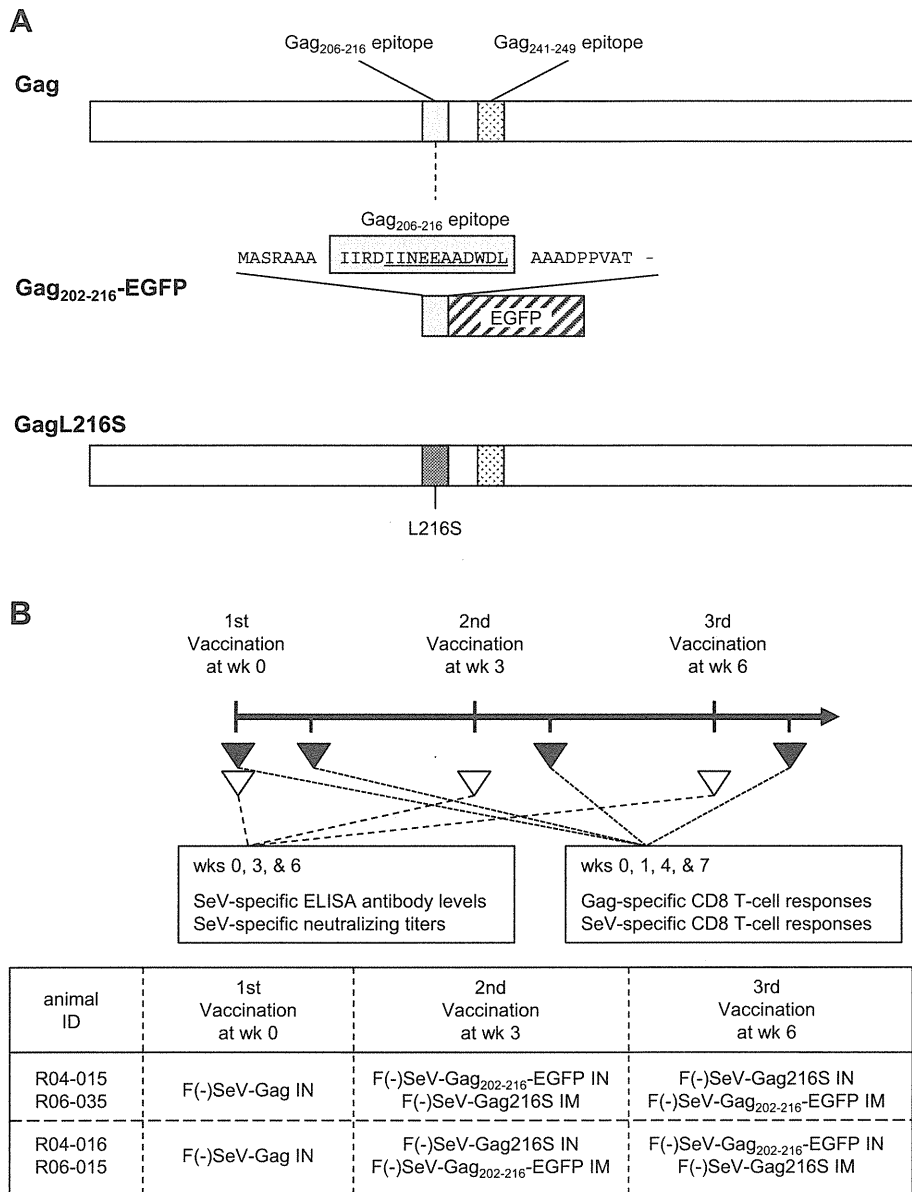 A
Gag206-216 epitope
Gag241-249 epitope
Gag
Gag206-216 epitope
MASRAAA IIRDIINEEAADWDL AAADPPVAT -
Gag202-216-EGFP
EGFP
GagL216S
L216S
B
1st
Vaccination
at wk 0
2nd
Vaccination
at wk 3
3rd
Vaccination
at wk 6
wks 0, 3, & 6
SeV-specific ELISA antibody levels
SeV-specific neutralizing titers
wks 0, 1, 4, & 7
Gag-specific CD8 T-cell responses
SeV-specific CD8 T-cell responses
animal
ID
1st
Vaccination
at wk 0
2nd
Vaccination
at wk 3
3rd
Vaccination
at wk 6
R04-015
R06-035
F(-)SeV-Gag IN
F(-)SeV-Gag202-216-EGFP IN
F(-)SeV-Gag216S IM
F(-)SeV-Gag216S IN
F(-)SeV-Gag202-216-EGFP IM
R04-016
R06-015
F(-)SeV-Gag IN
F(-)SeV-Gag216S IN
F(-)SeV-Gag202-216-EGFP IM
F(-)SeV-Gag202-216-EGFP IN
F(-)SeV-Gag216S IM